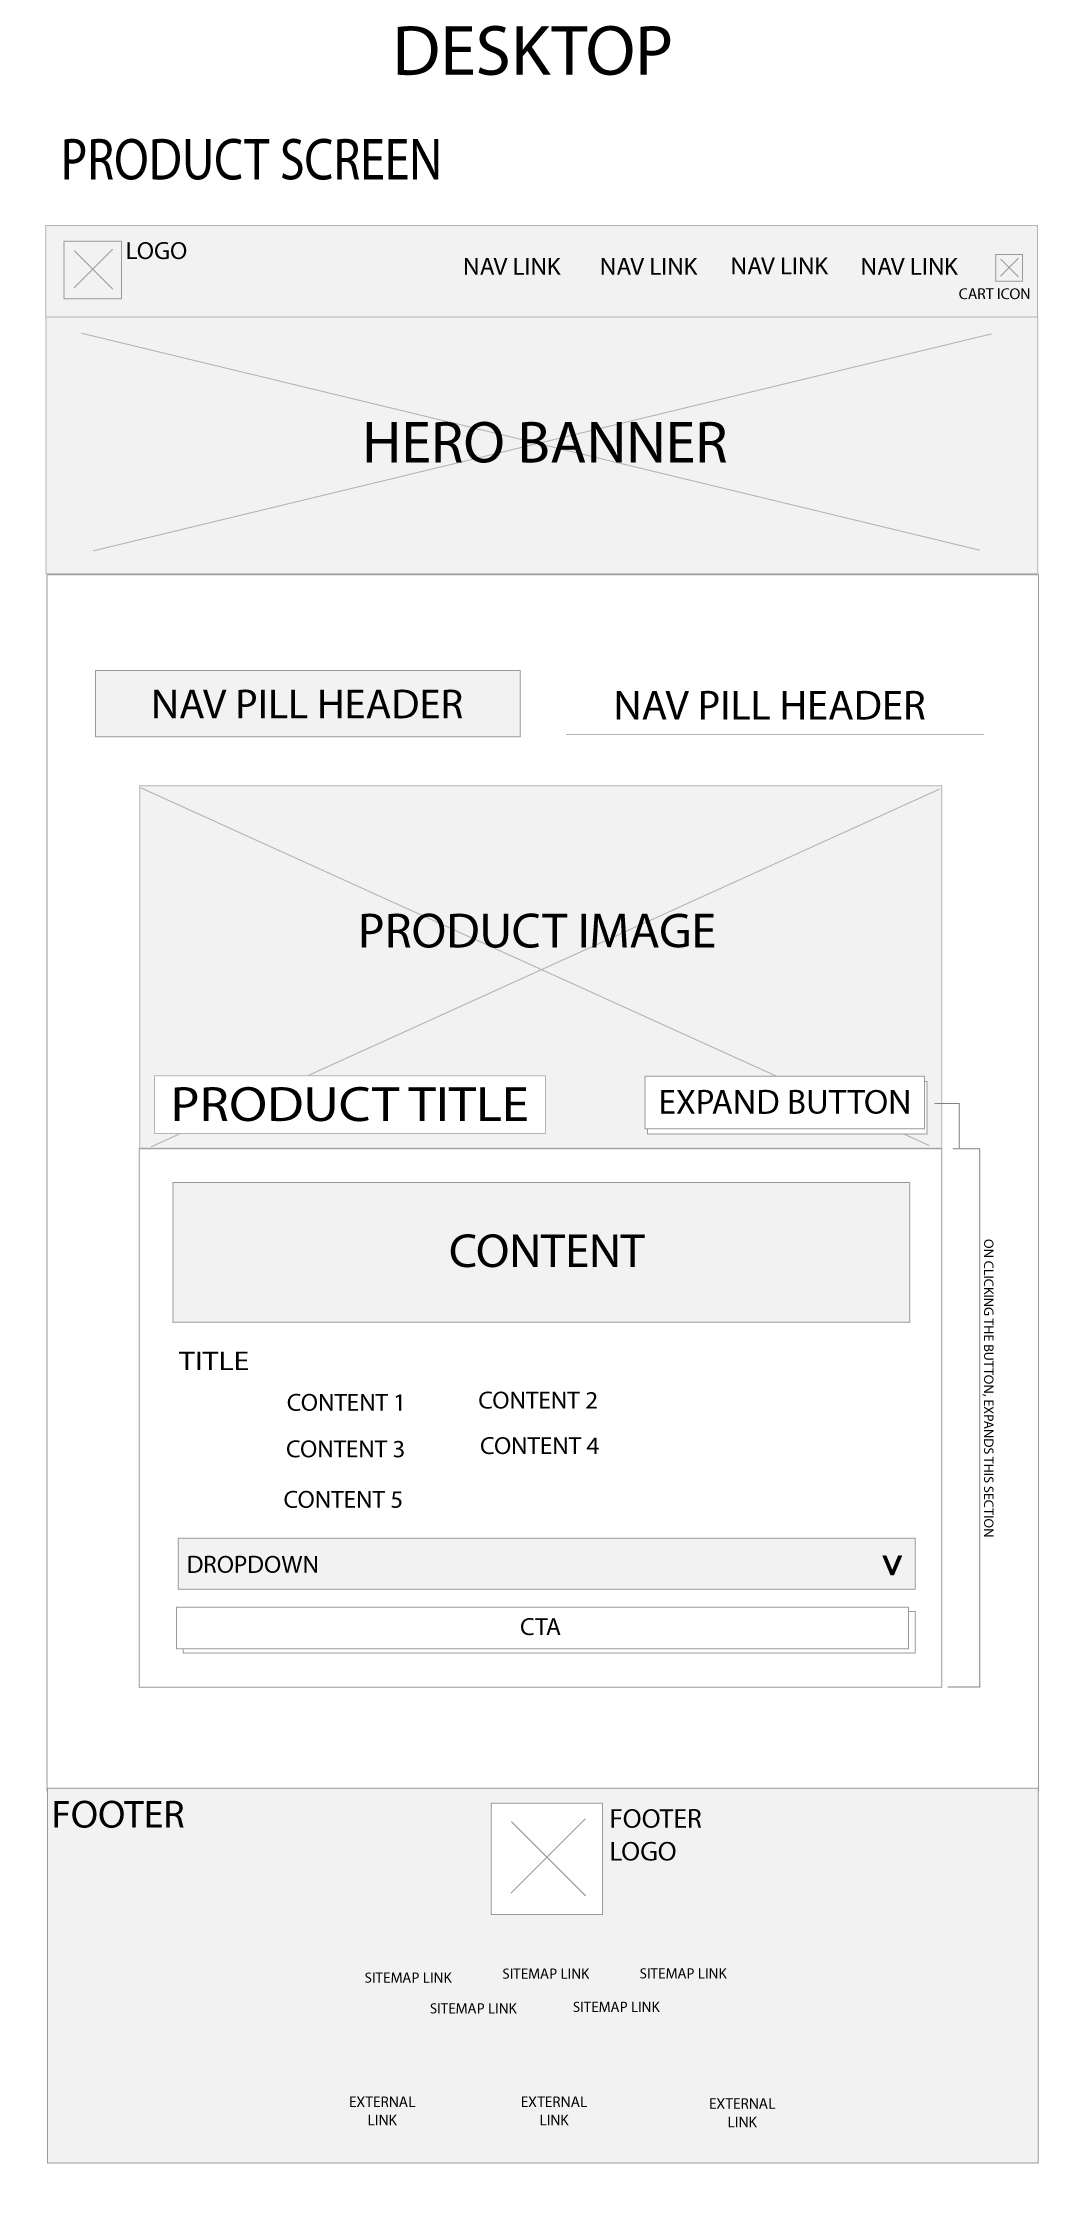 DESKTOP
PRODUCT SCREEN
LOGO
NAV LINK NAV LINK NAV LINK NAV LINK
CART ICON
HERO BANNER
NAV PILL HEADER NAV PILL HEADER
PRODUCT IMAGE
PRODUCT TITLE EXPAND BUTTON
ON CLICKING THE BUTTON, EXPANDS THIS SECTION
CONTENT
TITLE
CONTENT 1 CONTENT 2
CONTENT 3 CONTENT 4
CONTENT 5
DROPDOWN V
CTA
FOOTER
FOOTER
LOGO
SITEMAP LINK SITEMAP LINK SITEMAP LINK
SITEMAP LINK SITEMAP LINK
EXTERNAL
LINK
EXTERNAL
LINK
EXTERNAL
LINK